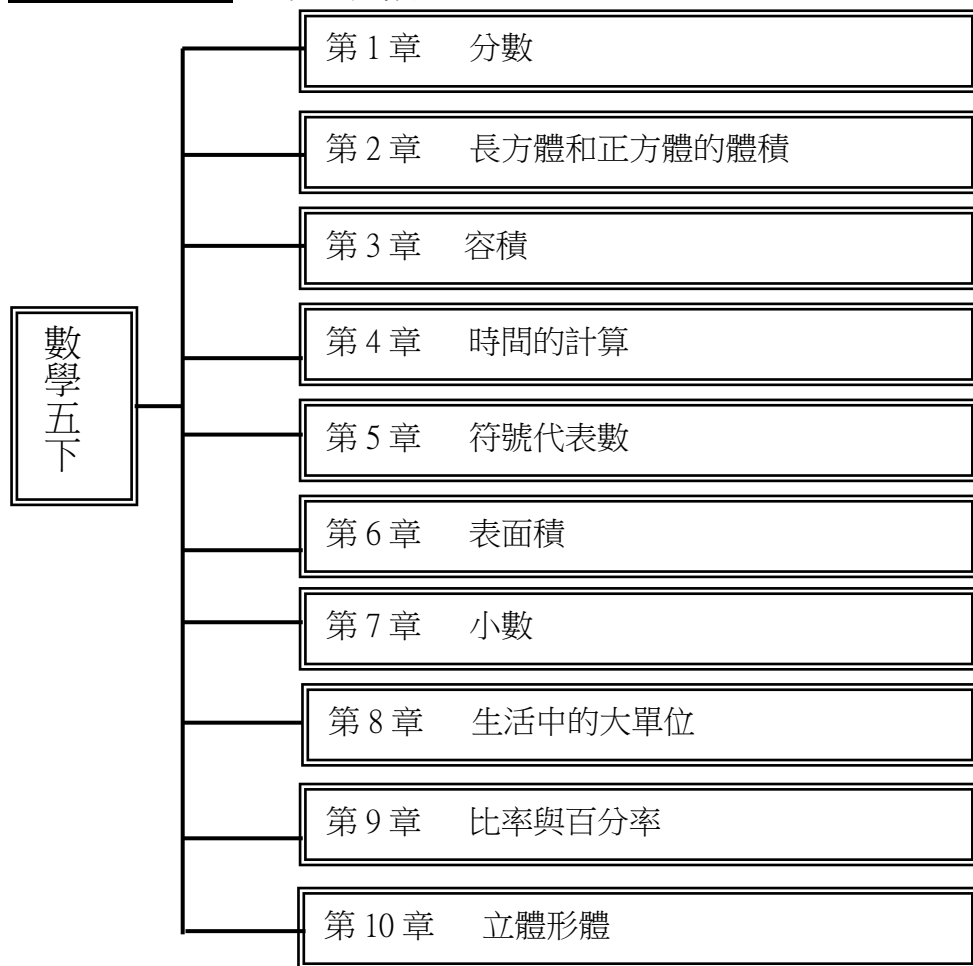 第 1 章 分數
第 2 章 長方體和正方體的體積
第 3 章 容積
數學五下
第 4 章 時間的計算
第 5 章 符號代表數
第 6 章 表面積
第 7 章 小數
第 8 章 生活中的大單位
第 9 章 比率與百分率
第 10 章 立體形體